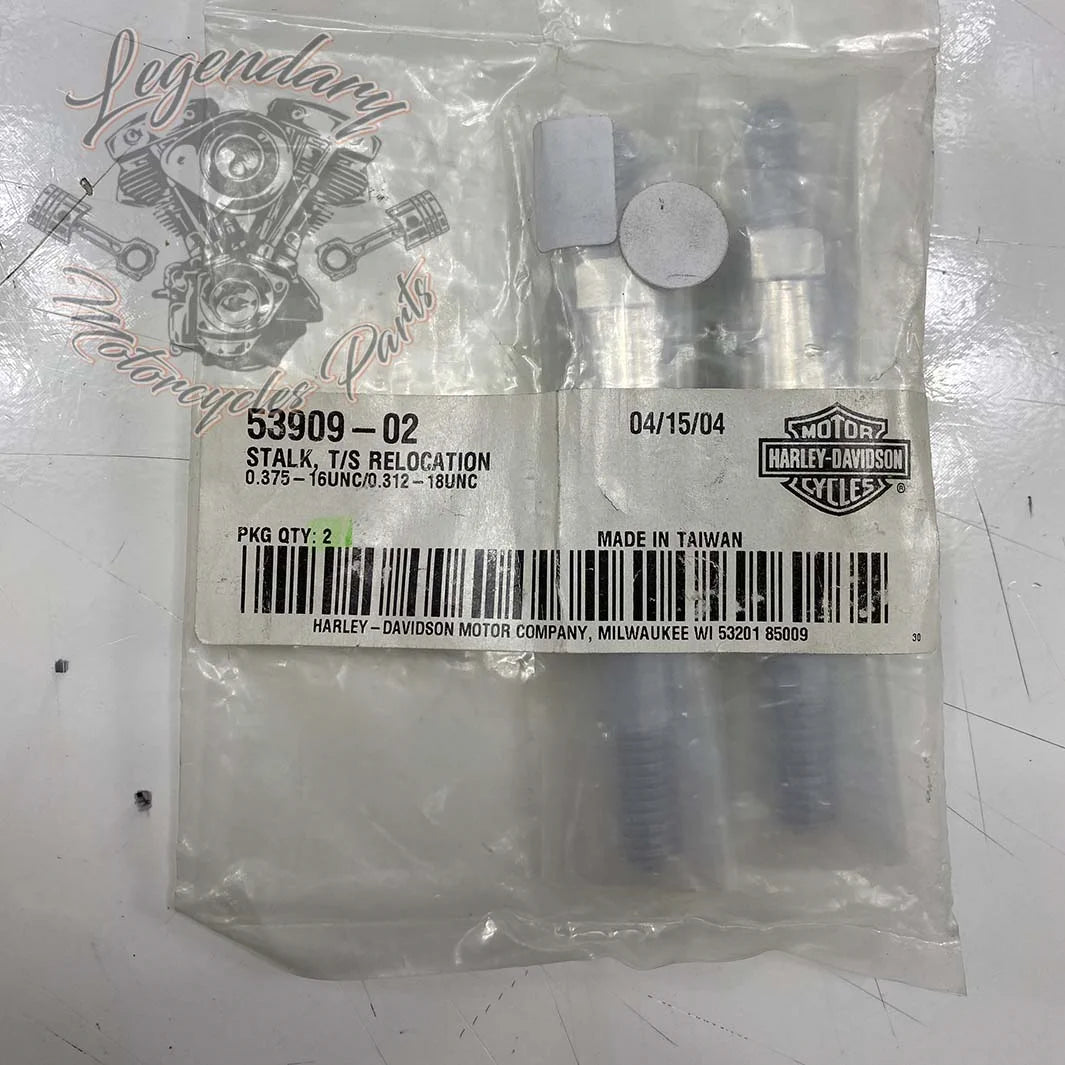 Legendary
Motorcycles Parts
53909-02
STALK, T/S RELOCATION
0.375-16UNC/0.312-18UNC
04/15/04
MOTOR
HARLEY-DAVIDSON
CYCLES
®
PKG QTY: 2
MADE IN TAIWAN
HARLEY-DAVIDSON MOTOR COMPANY, MILWAUKEE WI 53201 85009
30